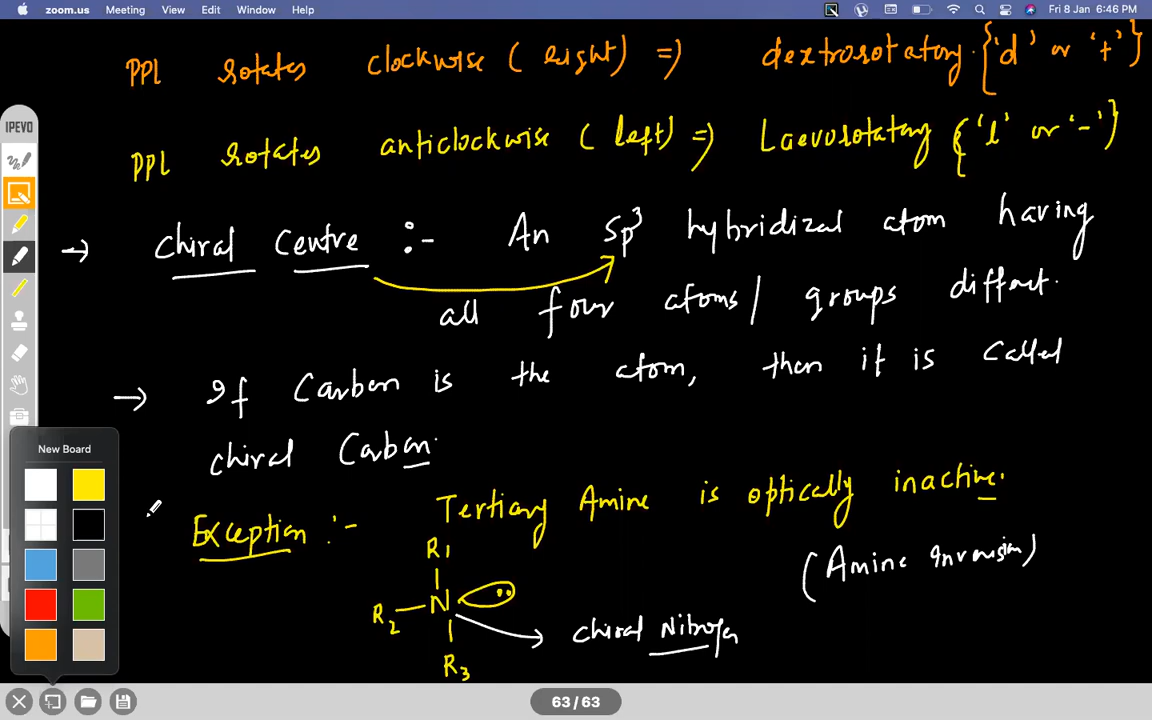 zoom.us Meeting View Edit Window Help Fri 8 Jan 6:46 PM
PPL rotates clockwise (right) => dextrorotatory. {'d' or '+'}
IPEVO
PPL rotates anticlockwise (left) => Laevorotatory {'l' or '-'}
→ Chiral Centre :- An sp³ hybridizal atom having
all four atoms/ groups diffent.
→ If Carbon is the atom, then it is called
chiral Carbon.
New Board
Exception :- Tertiary Amine is optically inactive.
(Amine Inversion)
R1
R2 — N
chiral Nitrogen
R3
63/63